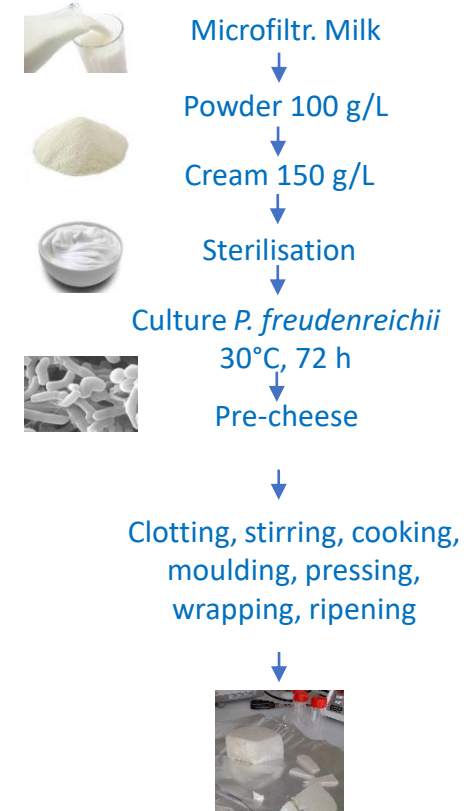 Microfiltr. Milk
Powder 100 g/L
Cream 150 g/L
Sterilisation
Culture P. freudenreichii
30°C, 72 h
Pre-cheese
Clotting, stirring, cooking,
moulding, pressing,
wrapping, ripening